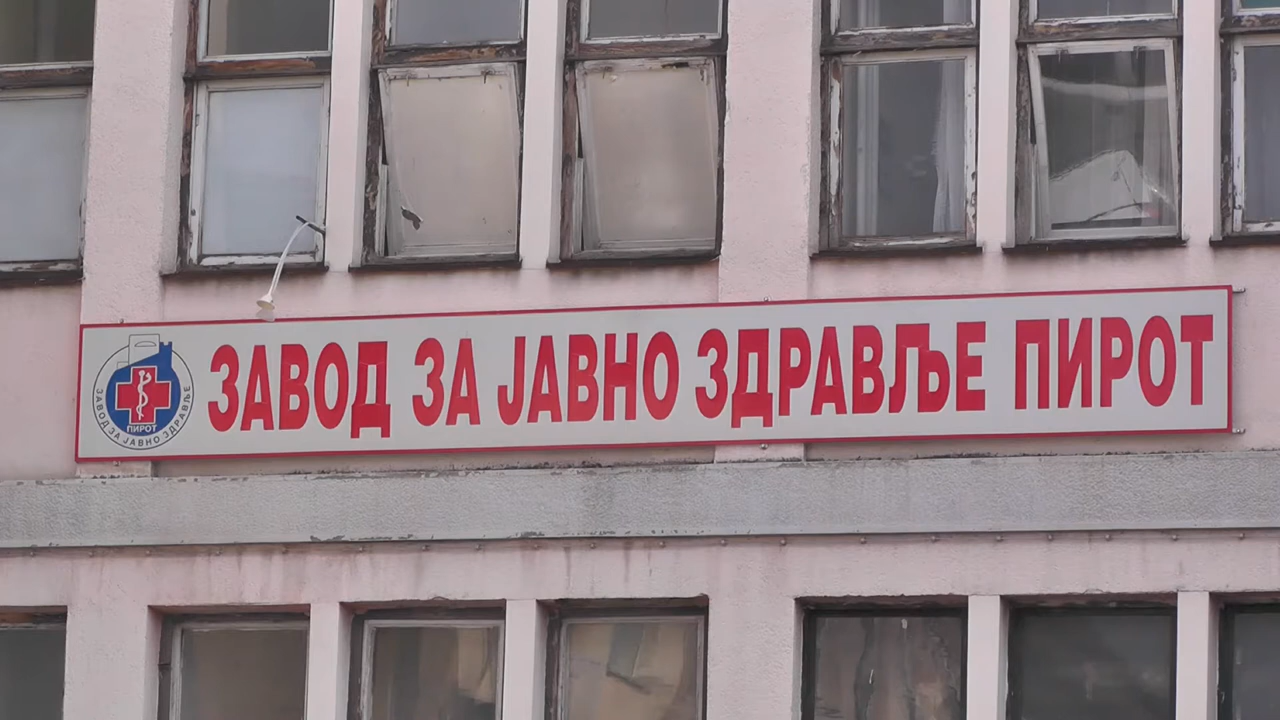 ЗАВОД ЗА ЈАВНО ЗДРАВЉЕ ПИРОТ
ПИРОТ
ЗАВОД ЗА ЈАВНО ЗДРАВЉЕ